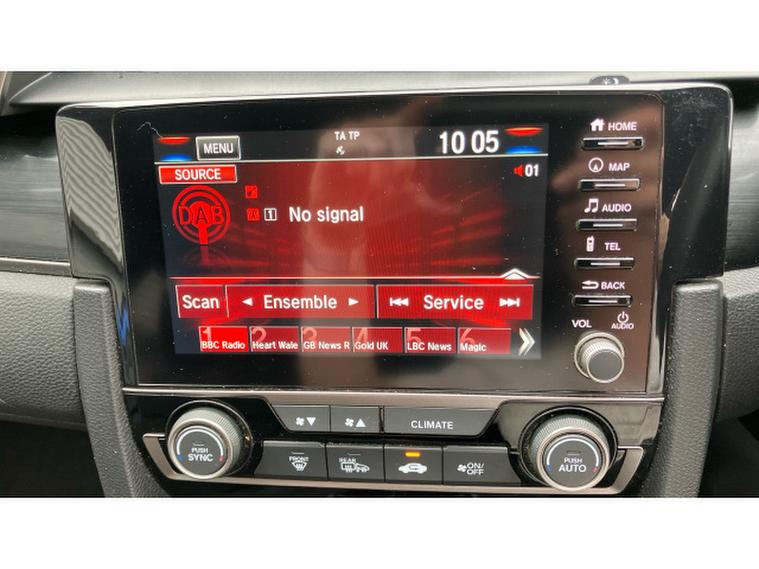 TA TP
MENU
10 05
SOURCE
01
DAB
1 No signal
Scan
Ensemble
Service
1 BBC Radio
2 Heart Wale
3 GB News R
4 Gold UK
5 LBC News
6 Magic
HOME
MAP
AUDIO
TEL
BACK
VOL
AUDIO
PUSH
SYNC
CLIMATE
FRONT
REAR
ON/
OFF
PUSH
AUTO